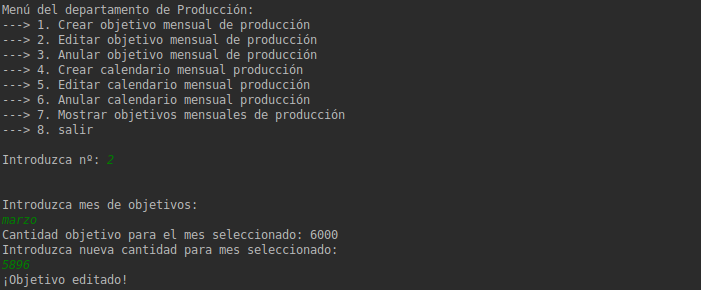 Menú del departamento de Producción:
---> 1. Crear objetivo mensual de producción
---> 2. Editar objetivo mensual de producción
---> 3. Anular objetivo mensual de producción
---> 4. Crear calendario mensual producción
---> 5. Editar calendario mensual producción
---> 6. Anular calendario mensual producción
---> 7. Mostrar objetivos mensuales de producción
---> 8. salir
Introduzca nº: 2
Introduzca mes de objetivos:
marzo
Cantidad objetivo para el mes seleccionado: 6000
Introduzca nueva cantidad para mes seleccionado:
5896
¡Objetivo editado!